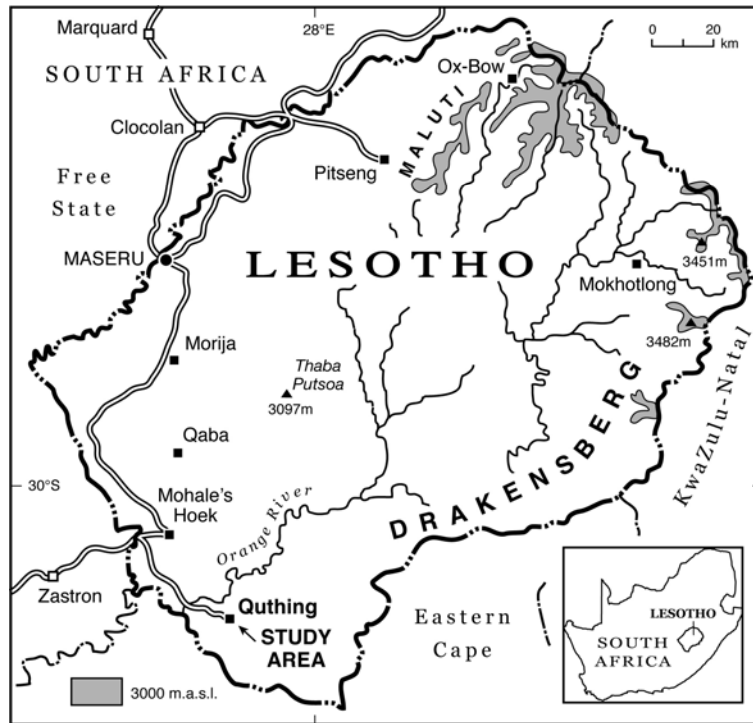 Marquard
28°E
0 20
km
SOUTH AFRICA
Ox-Bow
MALUTI
Clocolan
Pitseng
Free
State
LESOTHO
MASERU
3451m
Mokhotlong
3482m
Morija
Thaba
Putsoa
3097m
KwaZulu-Natal
Qaba
DRAKENSBERG
30°S
Mohale's
Hoek
Orange River
Zastron
Quthing
STUDY
AREA
Eastern
Cape
LESOTHO
SOUTH
AFRICA
3000 m.a.s.l.